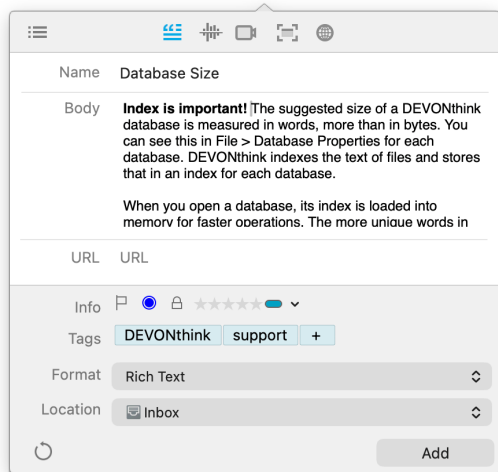 Name Database Size
Body Index is important! The suggested size of a DEVONthink
database is measured in words, more than in bytes. You
can see this in File > Database Properties for each
database. DEVONthink indexes the text of files and stores
that in an index for each database.
When you open a database, its index is loaded into
memory for faster operations. The more unique words in
URL URL
Info
Tags DEVONthink support +
Format Rich Text
Location Inbox
Add